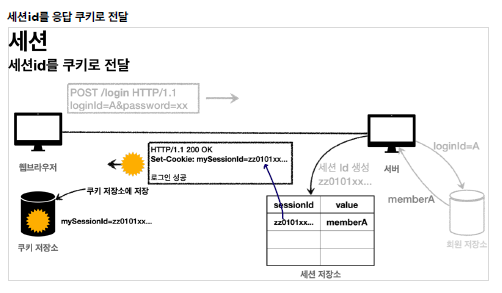 세션id를 응답 쿠키로 전달
세션
세션id를 쿠키로 전달
POST /login HTTP/1.1
loginId=A&password=xx
HTTP/1.1 200 OK
Set-Cookie: mySessionId=zz0101xx...
로그인 성공
웹브라우저
서버
loginId=A
세션 Id 생성
zz0101xx...
쿠키 저장소에 저장
memberA
sessionId
value
mySessionId=zz0101xx...
zz0101xx...
memberA
쿠키 저장소
회원 저장소
세션 저장소